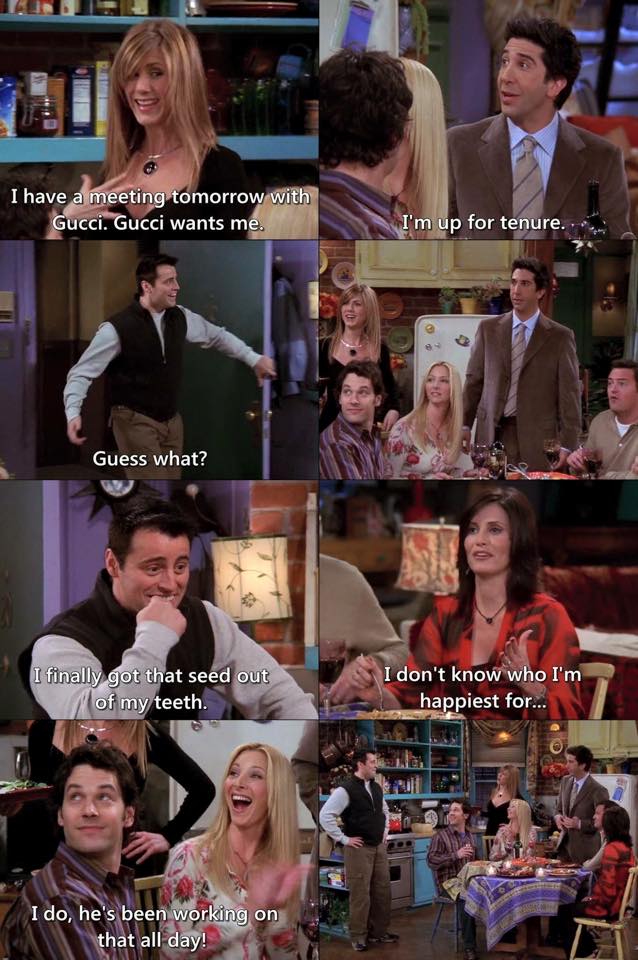 I have a meeting tomorrow with
Gucci. Gucci wants me.
I'm up for tenure.
Guess what?
I finally got that seed out
of my teeth.
I don't know who I'm
happiest for...
I do, he's been working on
that all day!